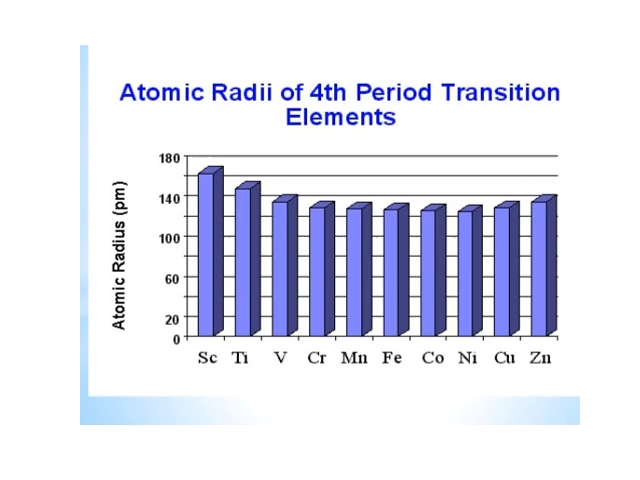 Atomic Radii of 4th Period Transition
Elements
180
140
100
60
20
0
Atomic Radius (pm)
Sc Ti V Cr Mn Fe Co Ni Cu Zn